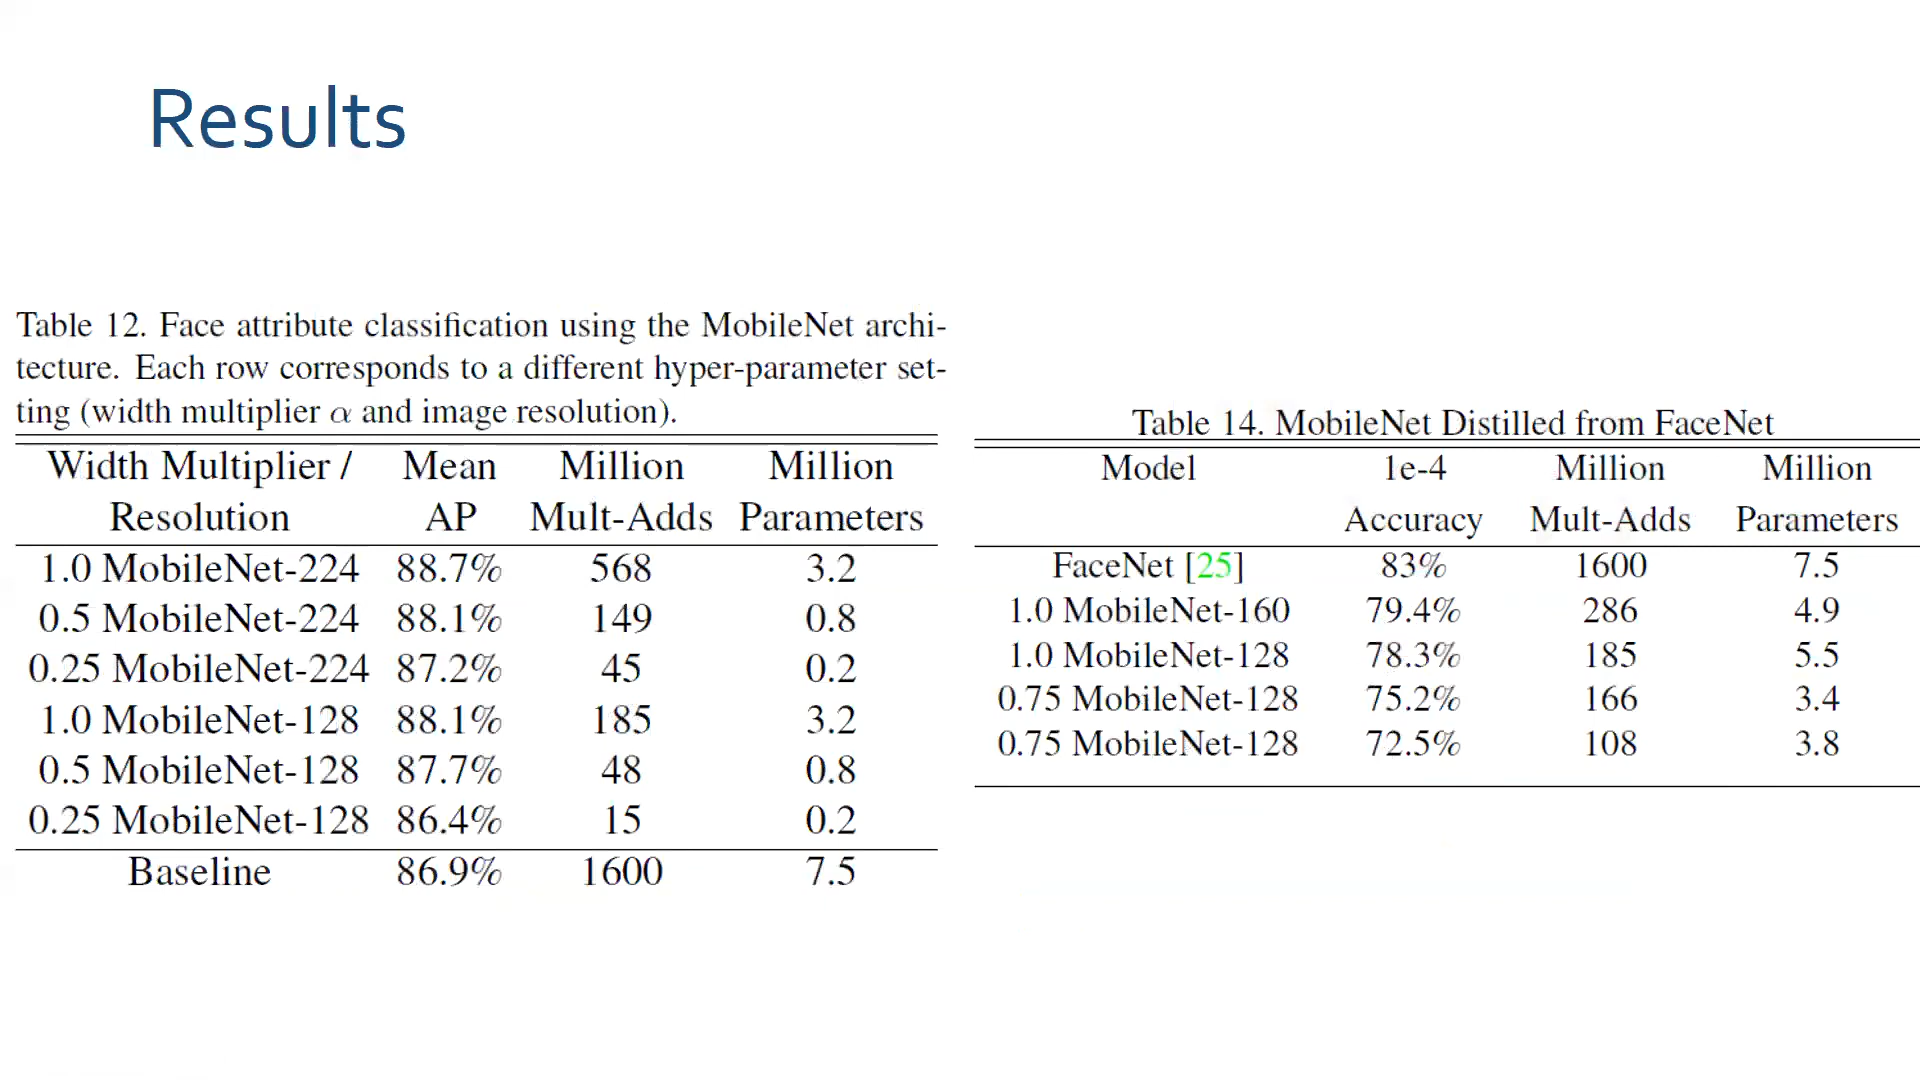 Results
Table 12. Face attribute classification using the MobileNet archi-
tecture. Each row corresponds to a different hyper-parameter set-
ting (width multiplier α and image resolution).
Width Multiplier / Mean Million Million
Resolution AP Mult-Adds Parameters
1.0 MobileNet-224 88.7% 568 3.2
0.5 MobileNet-224 88.1% 149 0.8
0.25 MobileNet-224 87.2% 45 0.2
1.0 MobileNet-128 88.1% 185 3.2
0.5 MobileNet-128 87.7% 48 0.8
0.25 MobileNet-128 86.4% 15 0.2
Baseline 86.9% 1600 7.5
Table 14. MobileNet Distilled from FaceNet
Model 1e-4 Million Million
Accuracy Mult-Adds Parameters
FaceNet [25] 83% 1600 7.5
1.0 MobileNet-160 79.4% 286 4.9
1.0 MobileNet-128 78.3% 185 5.5
0.75 MobileNet-128 75.2% 166 3.4
0.75 MobileNet-128 72.5% 108 3.8